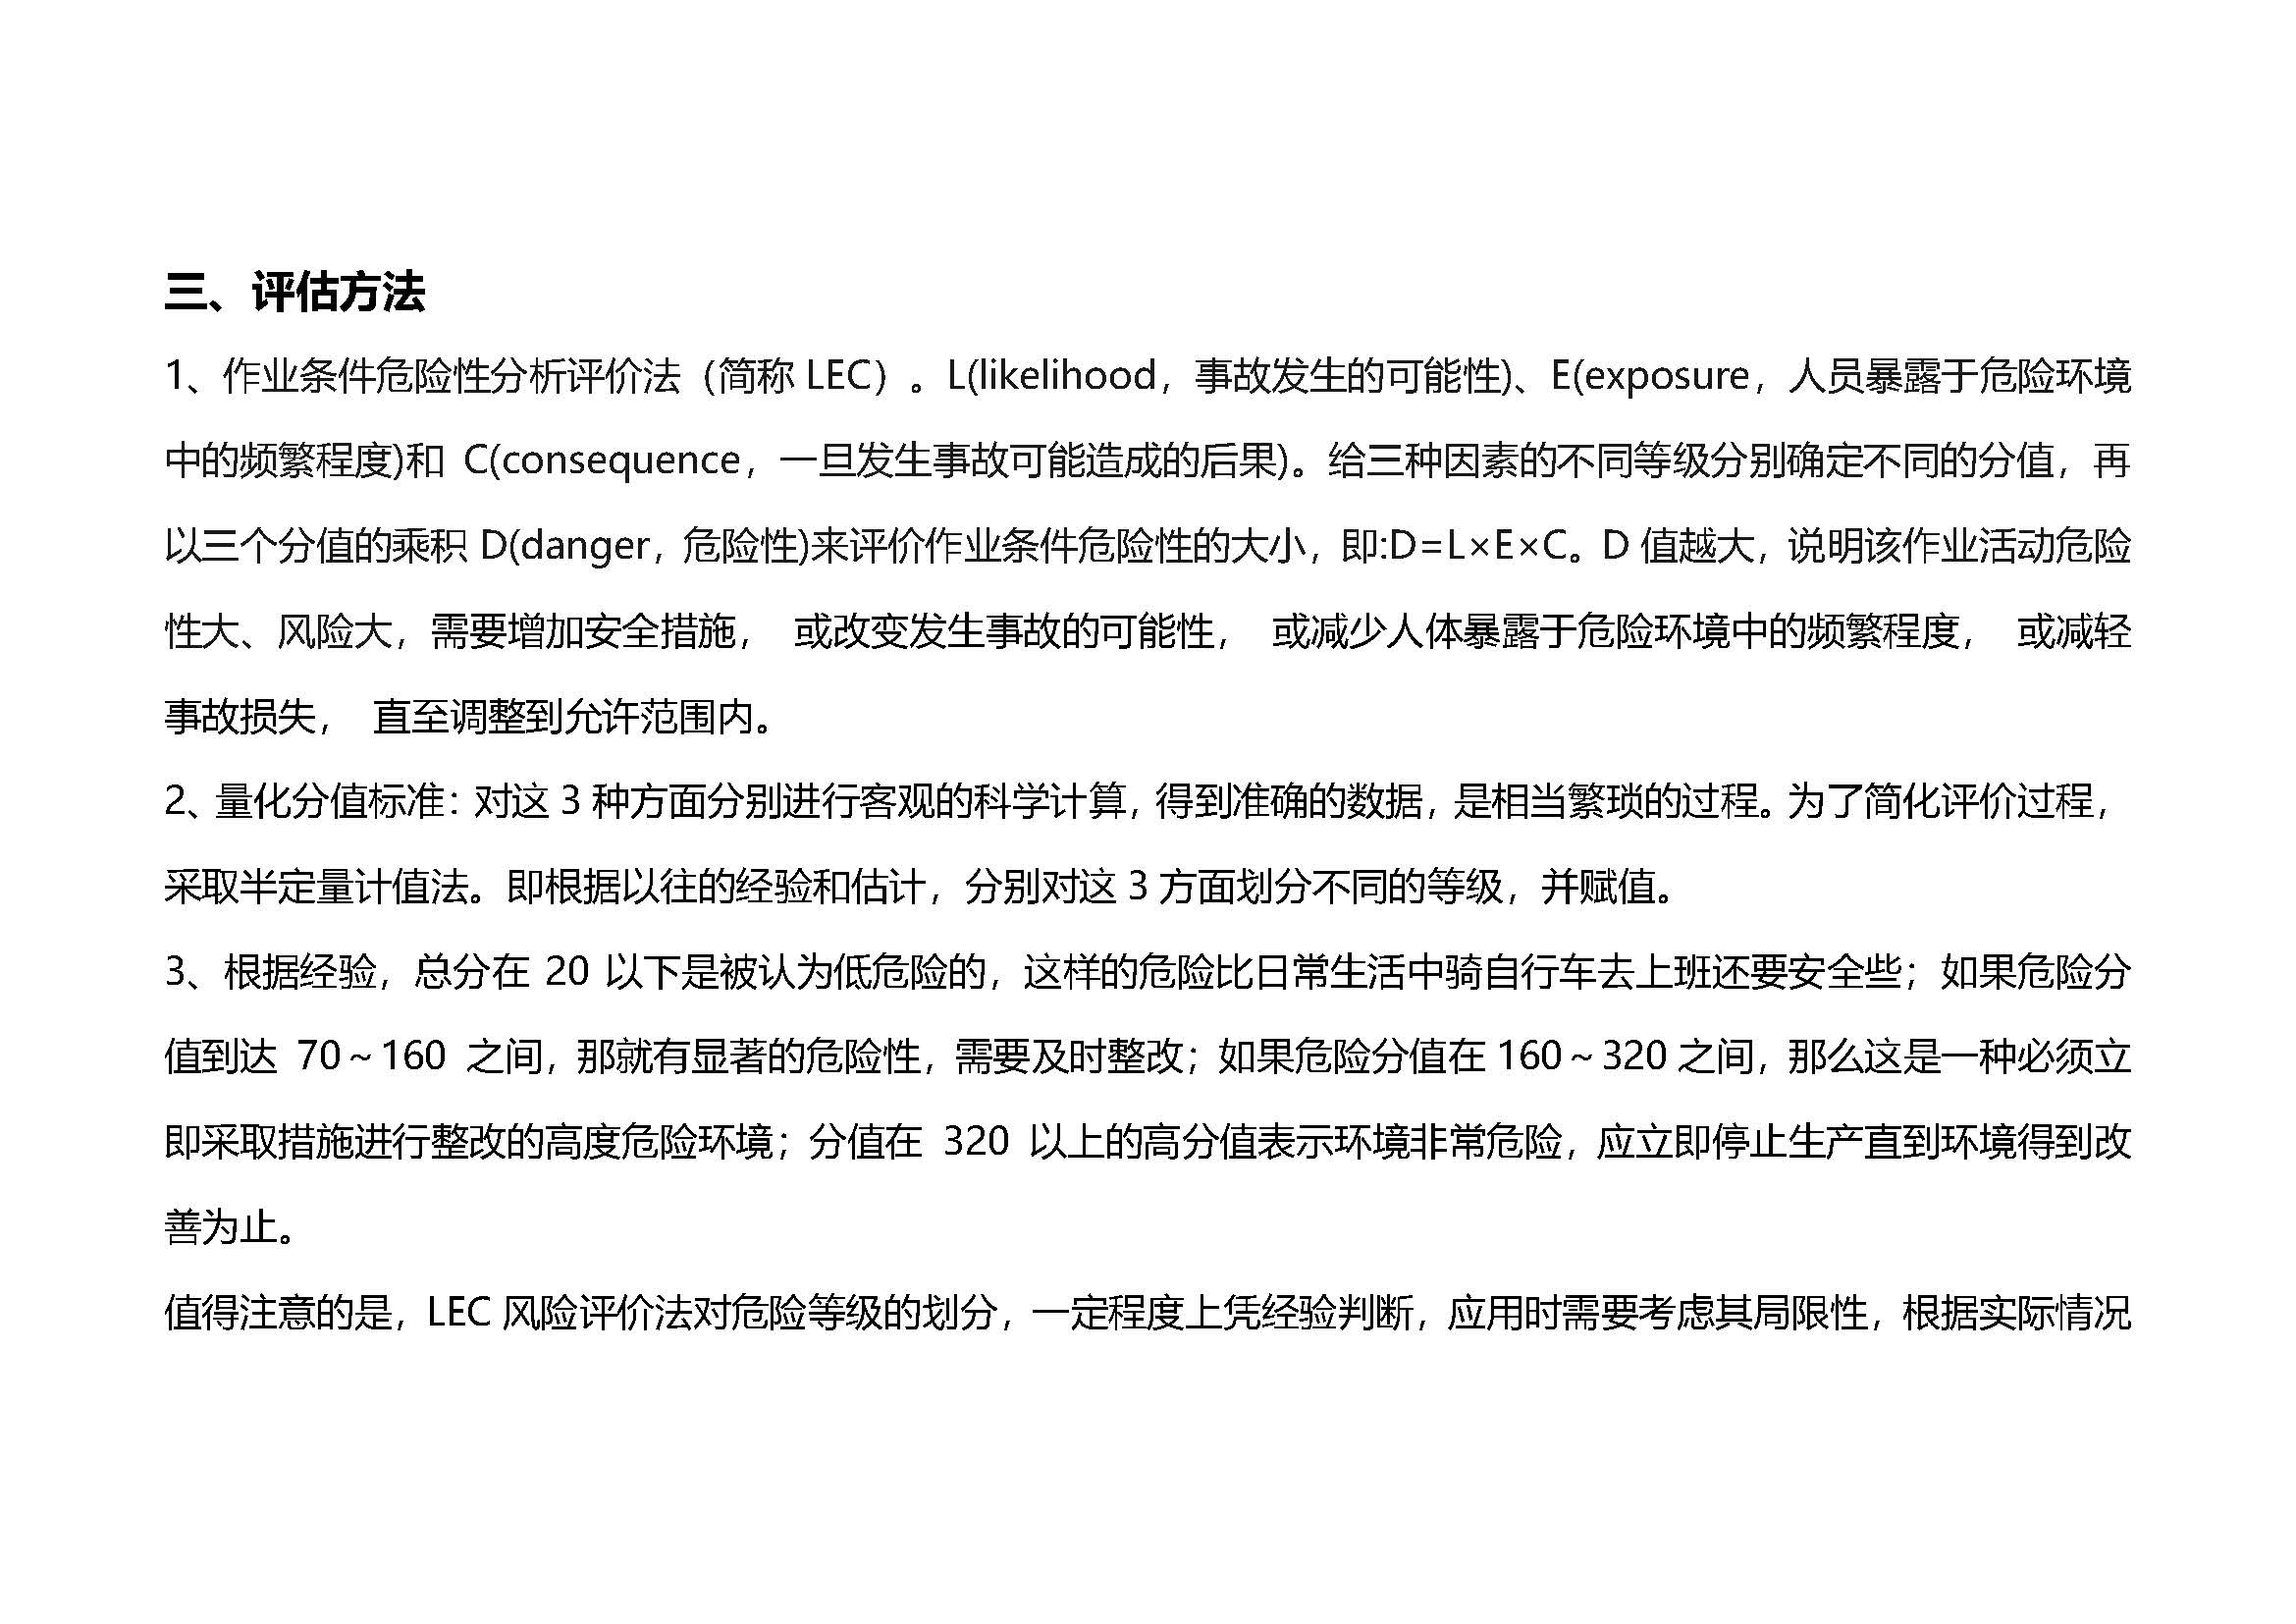 三、评估方法
1、作业条件危险性分析评价法（简称 LEC）。L(likelihood，事故发生的可能性)、E(exposure，人员暴露于危险环境
中的频繁程度)和 C(consequence，一旦发生事故可能造成的后果)。给三种因素的不同等级分别确定不同的分值，再
以三个分值的乘积 D(danger，危险性)来评价作业条件危险性的大小，即:D=L×E×C。D 值越大，说明该作业活动危险
性大、风险大，需要增加安全措施， 或改变发生事故的可能性， 或减少人体暴露于危险环境中的频繁程度， 或减轻
事故损失， 直至调整到允许范围内。
2、量化分值标准：对这 3 种方面分别进行客观的科学计算，得到准确的数据，是相当繁琐的过程。为了简化评价过程，
采取半定量计值法。即根据以往的经验和估计，分别对这 3 方面划分不同的等级，并赋值。
3、根据经验，总分在 20 以下是被认为低危险的，这样的危险比日常生活中骑自行车去上班还要安全些；如果危险分
值到达 70～160 之间，那就有显著的危险性，需要及时整改；如果危险分值在 160～320 之间，那么这是一种必须立
即采取措施进行整改的高度危险环境；分值在 320 以上的高分值表示环境非常危险，应立即停止生产直到环境得到改
善为止。
值得注意的是，LEC 风险评价法对危险等级的划分，一定程度上凭经验判断，应用时需要考虑其局限性，根据实际情况